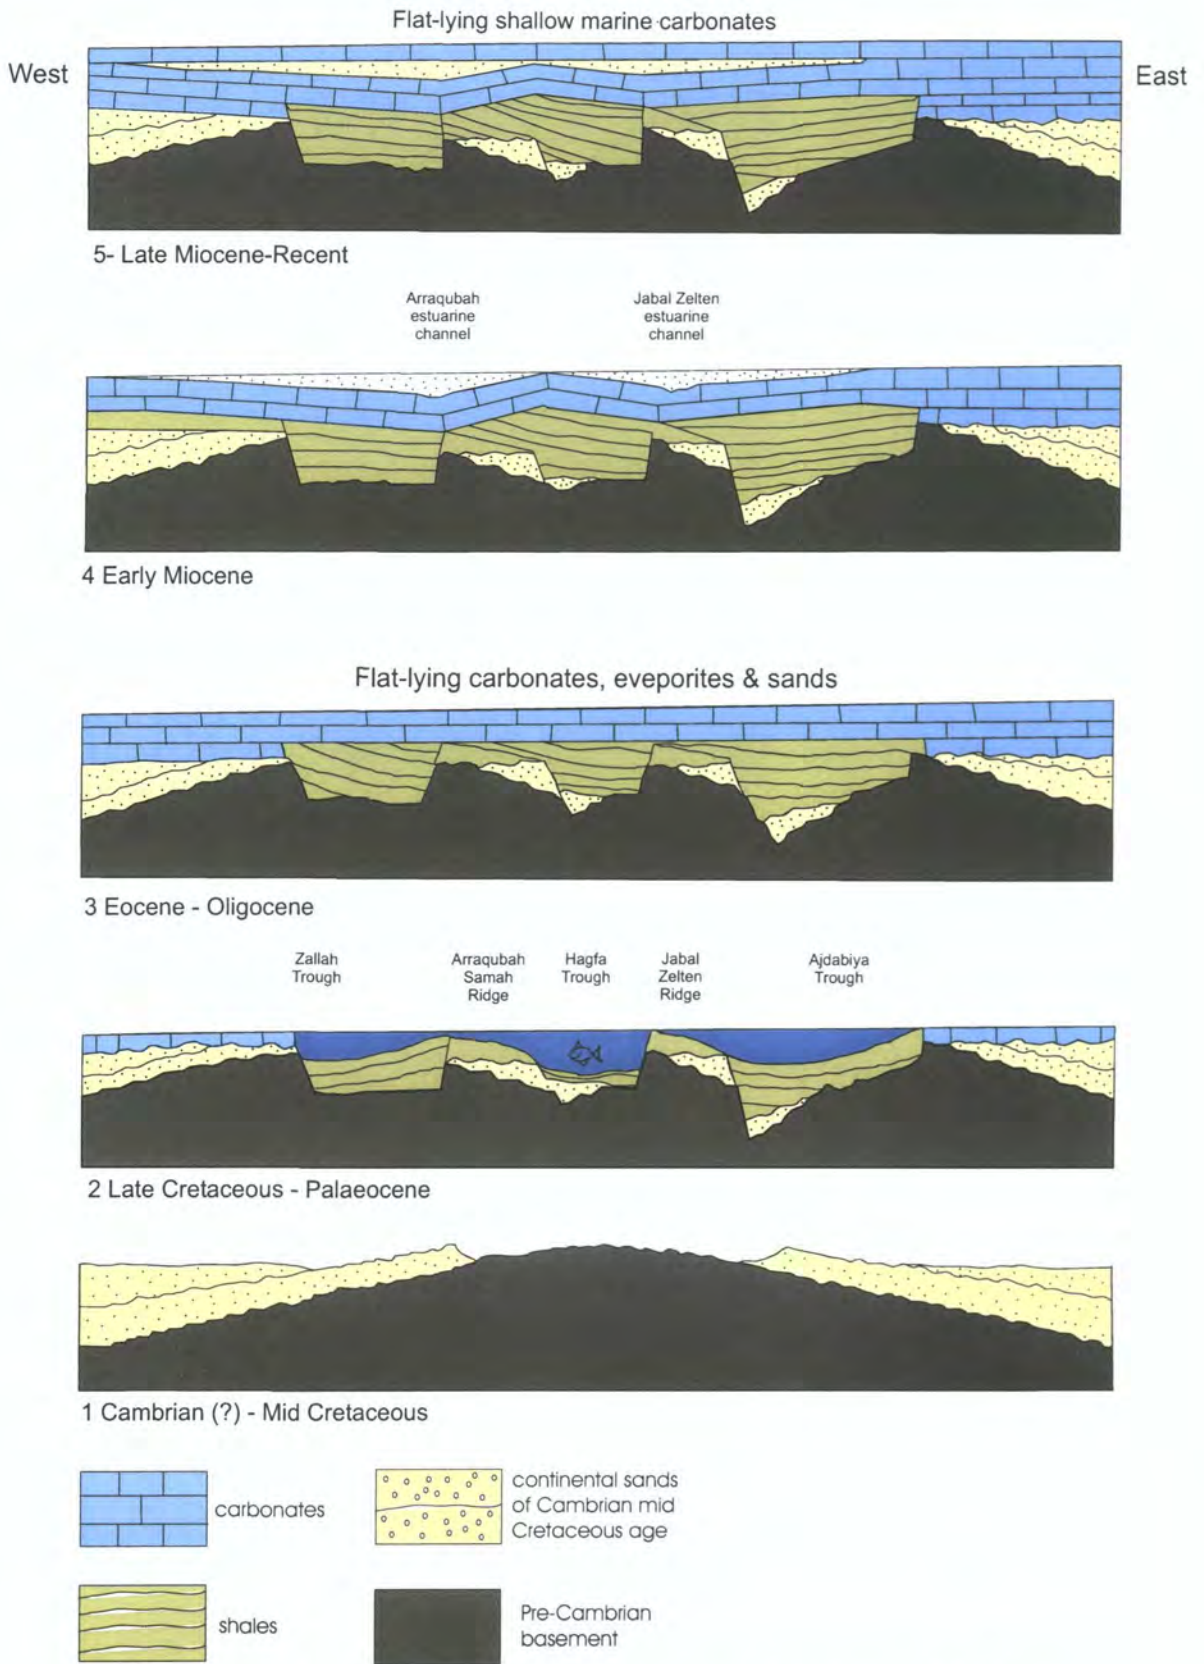 Flat-lying shallow marine carbonates
West
East
5- Late Miocene-Recent
Arraqubah
estuarine
channel
Jabal Zelten
estuarine
channel
4 Early Miocene
Flat-lying carbonates, eveporites & sands
3 Eocene - Oligocene
Zallah
Trough
Arraqubah
Samah
Ridge
Hagfa
Trough
Jabal
Zelten
Ridge
Ajdabiya
Trough
2 Late Cretaceous - Palaeocene
1 Cambrian (?) - Mid Cretaceous
carbonates
continental sands
of Cambrian mid
Cretaceous age
shales
Pre-Cambrian
basement